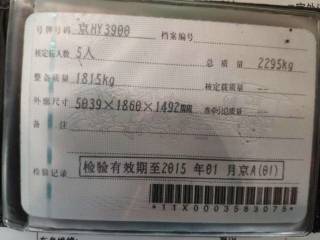 号牌号码 京HY3900 档案编号
核定载人数 5人 总质量 2295kg
整备质量 1815kg 核定载质量
外廓尺寸 5039×1860×1492mm 准牵引总质量
备注
检验记录 检验有效期至2015年01月京A(01)
*11X0003583075*